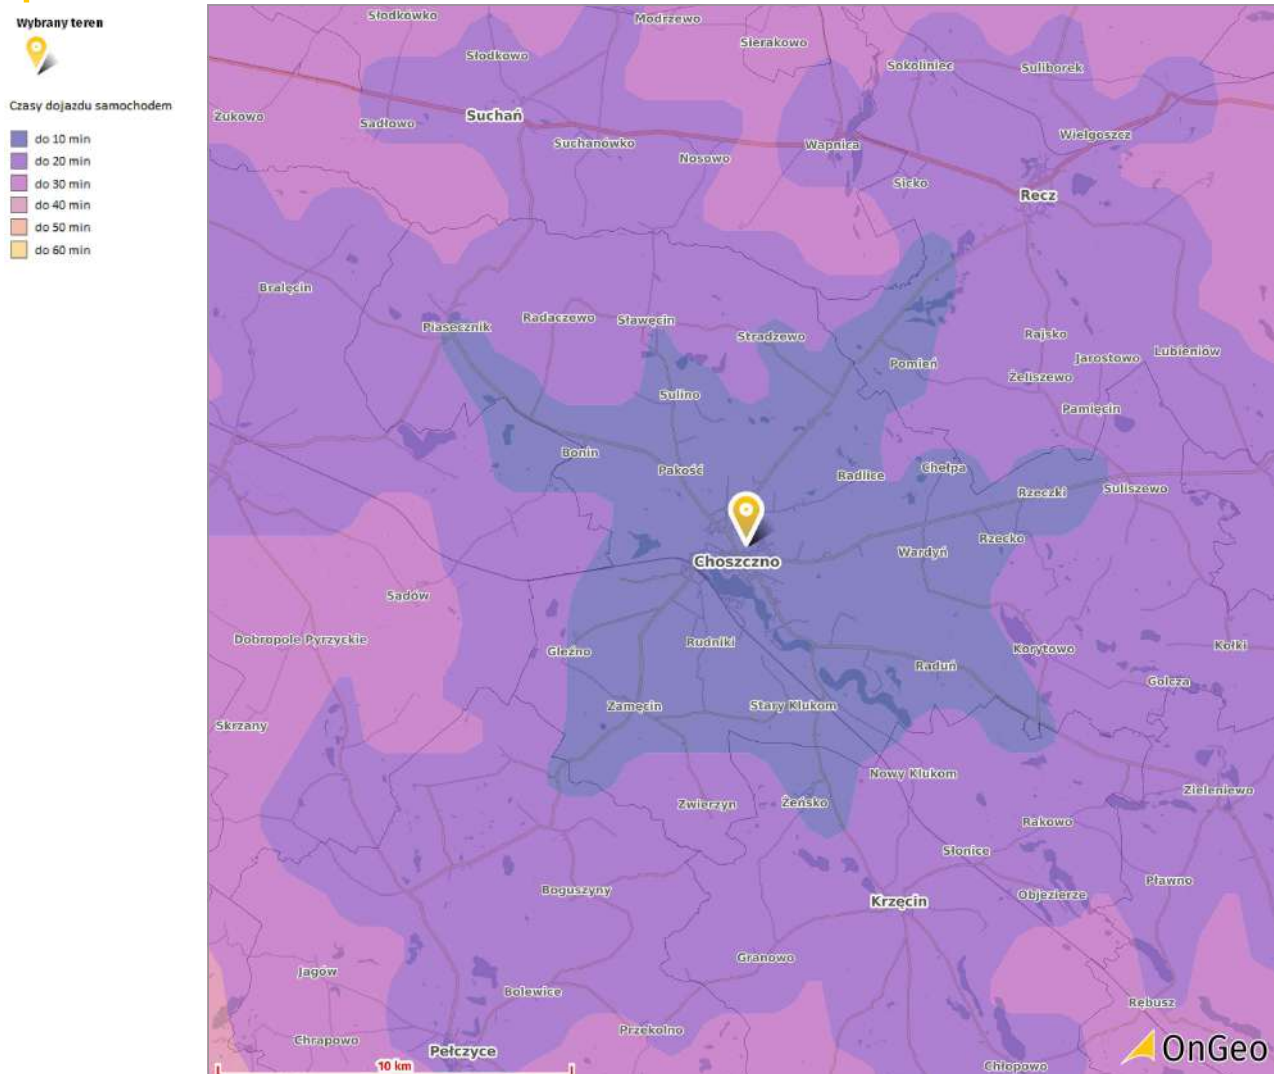 Wybrany teren
Czasy dojazdu samochodem
do 10 min
do 20 min
do 30 min
do 40 min
do 50 min
do 60 min
Słodkówko
Modrzewo
Sierakowo
Słodkowo
Sokoliniec
Suliborek
Żukowo
Sadłowo
Suchań
Suchanówko
Nosowo
Wapnica
Wielgoszcz
Sicko
Recz
Bralęcin
Piasecznik
Radaczewo
Sławęcin
Stradzewo
Rajsko
Jarostowo
Lubieniów
Pomień
Żeliszewo
Sulino
Pamięcin
Bonin
Pakość
Radlice
Chełpa
Rzeczki
Suliszewo
Rzecko
Wardyń
Choszczno
Sądów
Dobropole Pyrzyckie
Gleźno
Rudniki
Korytowo
Kołki
Raduń
Golcza
Zamęcin
Stary Klukom
Skrzany
Nowy Klukom
Zwierzyn
Żeńsko
Zieleniewo
Rakowo
Słonice
Boguszyny
Krzęcin
Objezierze
Pławno
Granowo
Jagów
Bolewice
Rębusz
Przekolno
Chrapowo
Pełczyce
Chłopowo
10 km
OnGeo